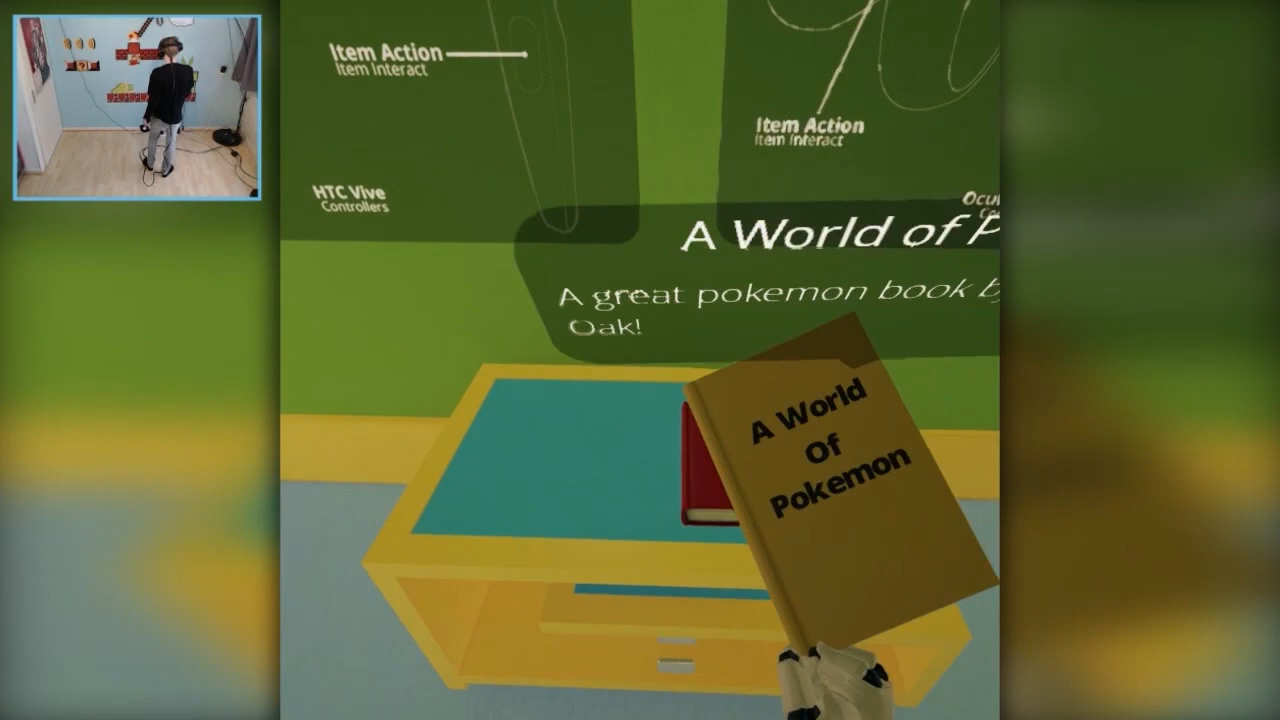 Item Action
Item Interact
Item Action
Item Interact
HTC Vive
Controllers
A World of
A great pokemon book
Oak!
A World
Of
Pokemon